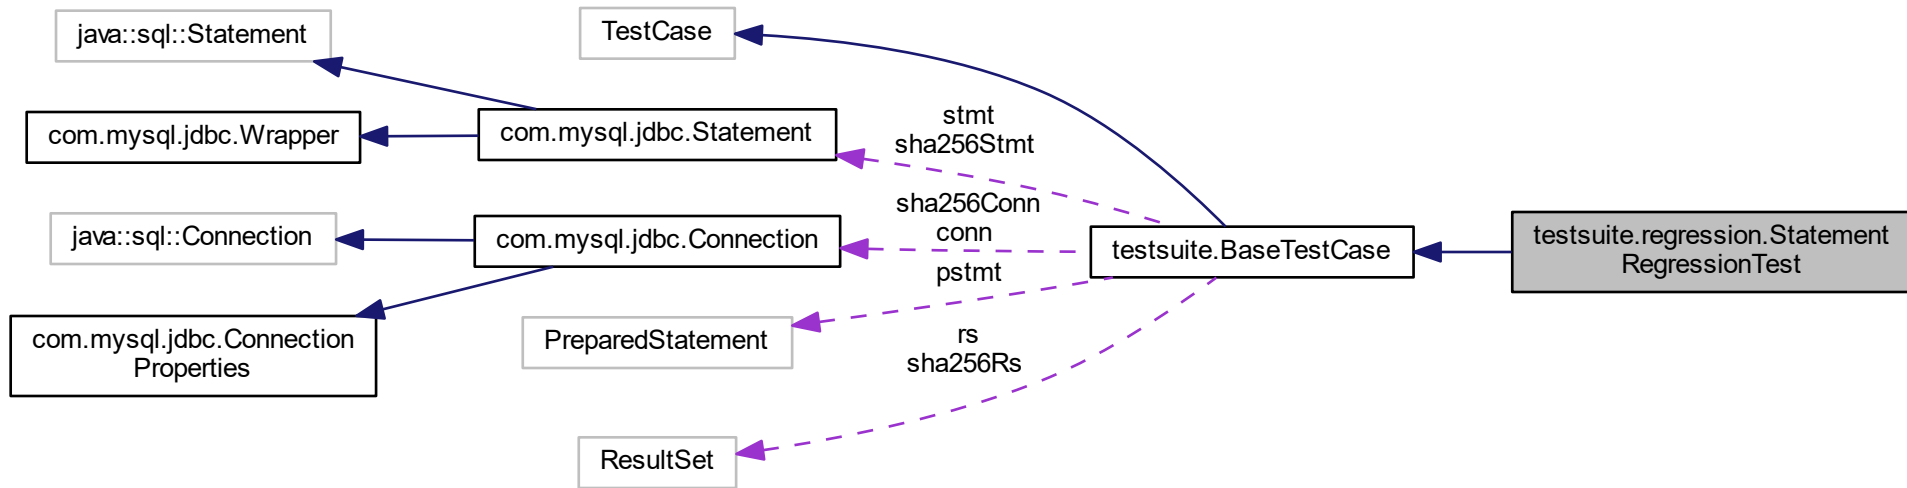 java::sql::Statement
TestCase
com.mysql.jdbc.Wrapper
com.mysql.jdbc.Statement
stmt
sha256Stmt
java::sql::Connection
com.mysql.jdbc.Connection
sha256Conn
conn
testsuite.BaseTestCase
testsuite.regression.Statement
RegressionTest
com.mysql.jdbc.Connection
Properties
pstmt
PreparedStatement
rs
sha256Rs
ResultSet